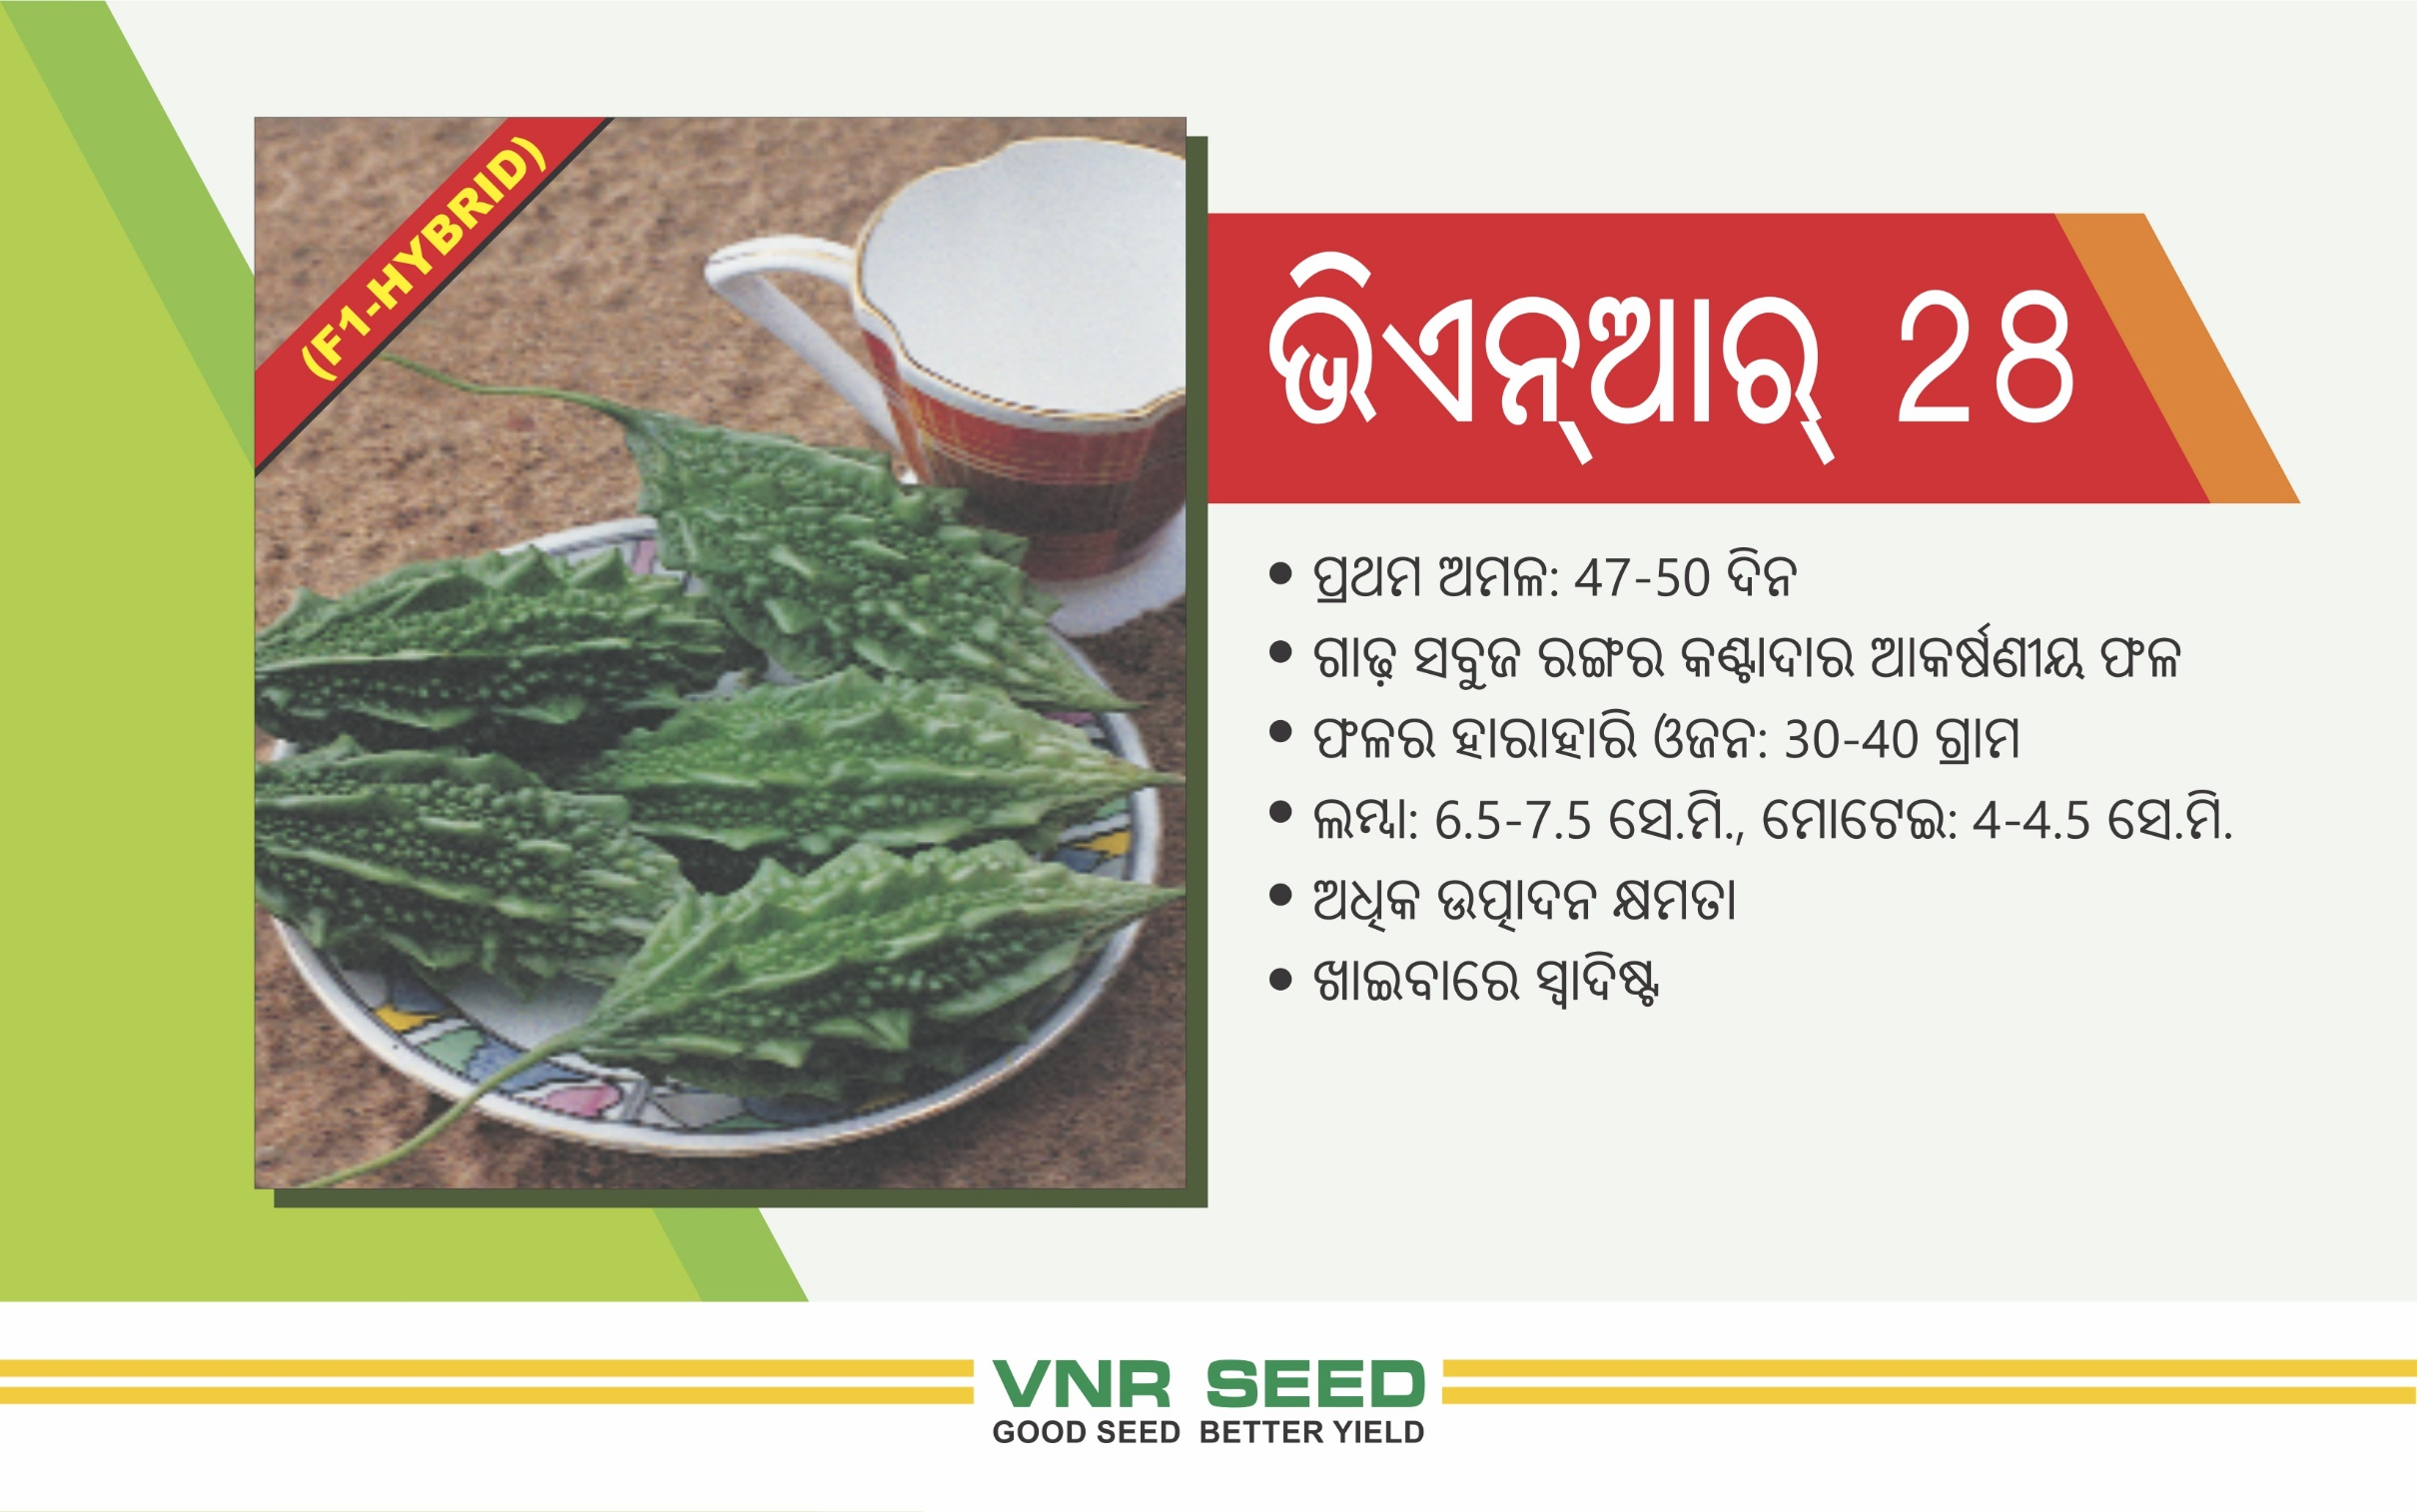 (F1-HYBRID))
ଭିଏନ୍ଆର୍ 28
• ପ୍ରଥମ ଅମଳ: 47-50 ଦିନ
• ଗାଢ଼ ସବୁଜ ରଙ୍ଗର କଣ୍ଟାଦାର ଆକର୍ଷଣୀୟ ଫଳ
• ଫଳର ହାରାହାରି ଓଜନ: 30-40 ଗ୍ରାମ
• ଲମ୍ବା: 6.5-7.5 ସେ.ମି., ମୋଟେଇ: 4-4.5 ସେ.ମି.
• ଅଧିକ ଉତ୍ପାଦନ କ୍ଷମତା
• ଖାଇବାରେ ସ୍ୱାଦିଷ୍ଟ
VNR SEED
GOOD SEED BETTER YIELD